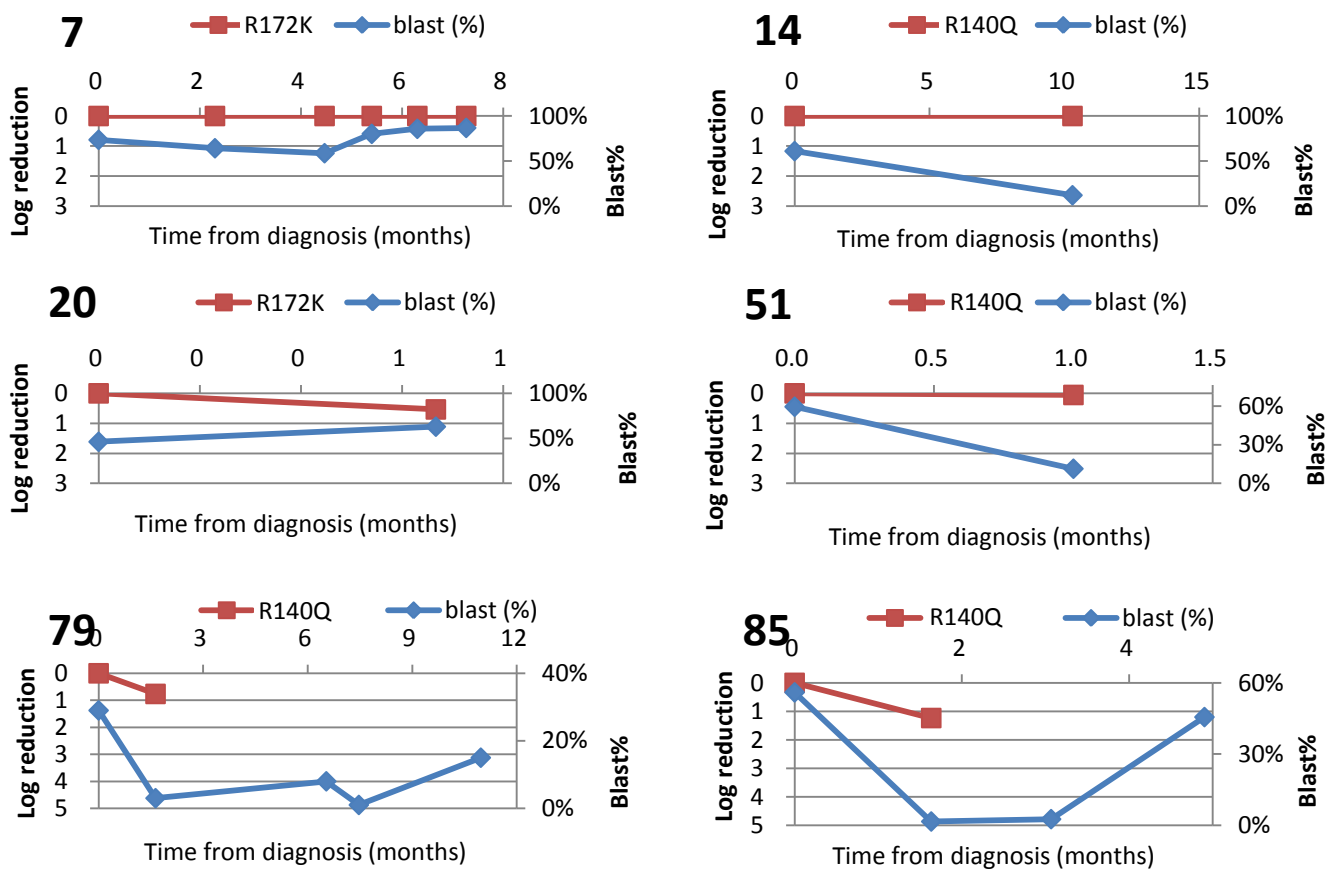 7
R172K blast (%)
0 2 4 6 8
Log reduction
0
1
2
3
100%
50%
0%
Blast%
Time from diagnosis (months)
14
R140Q blast (%)
0 5 10 15
Log reduction
0
1
2
3
100%
50%
0%
Blast%
Time from diagnosis (months)
20
R172K blast (%)
0 0 0 1 1
Log reduction
0
1
2
3
100%
50%
0%
Blast%
Time from diagnosis (months)
51
R140Q blast (%)
0.0 0.5 1.0 1.5
Log reduction
0
1
2
3
60%
30%
0%
Blast%
Time from diagnosis (months)
79
R140Q blast (%)
0 3 6 9 12
Log reduction
0
1
2
3
4
5
40%
20%
0%
Blast%
Time from diagnosis (months)
85
R140Q blast (%)
0 2 4
Log reduction
0
1
2
3
4
5
60%
30%
0%
Blast%
Time from diagnosis (months)